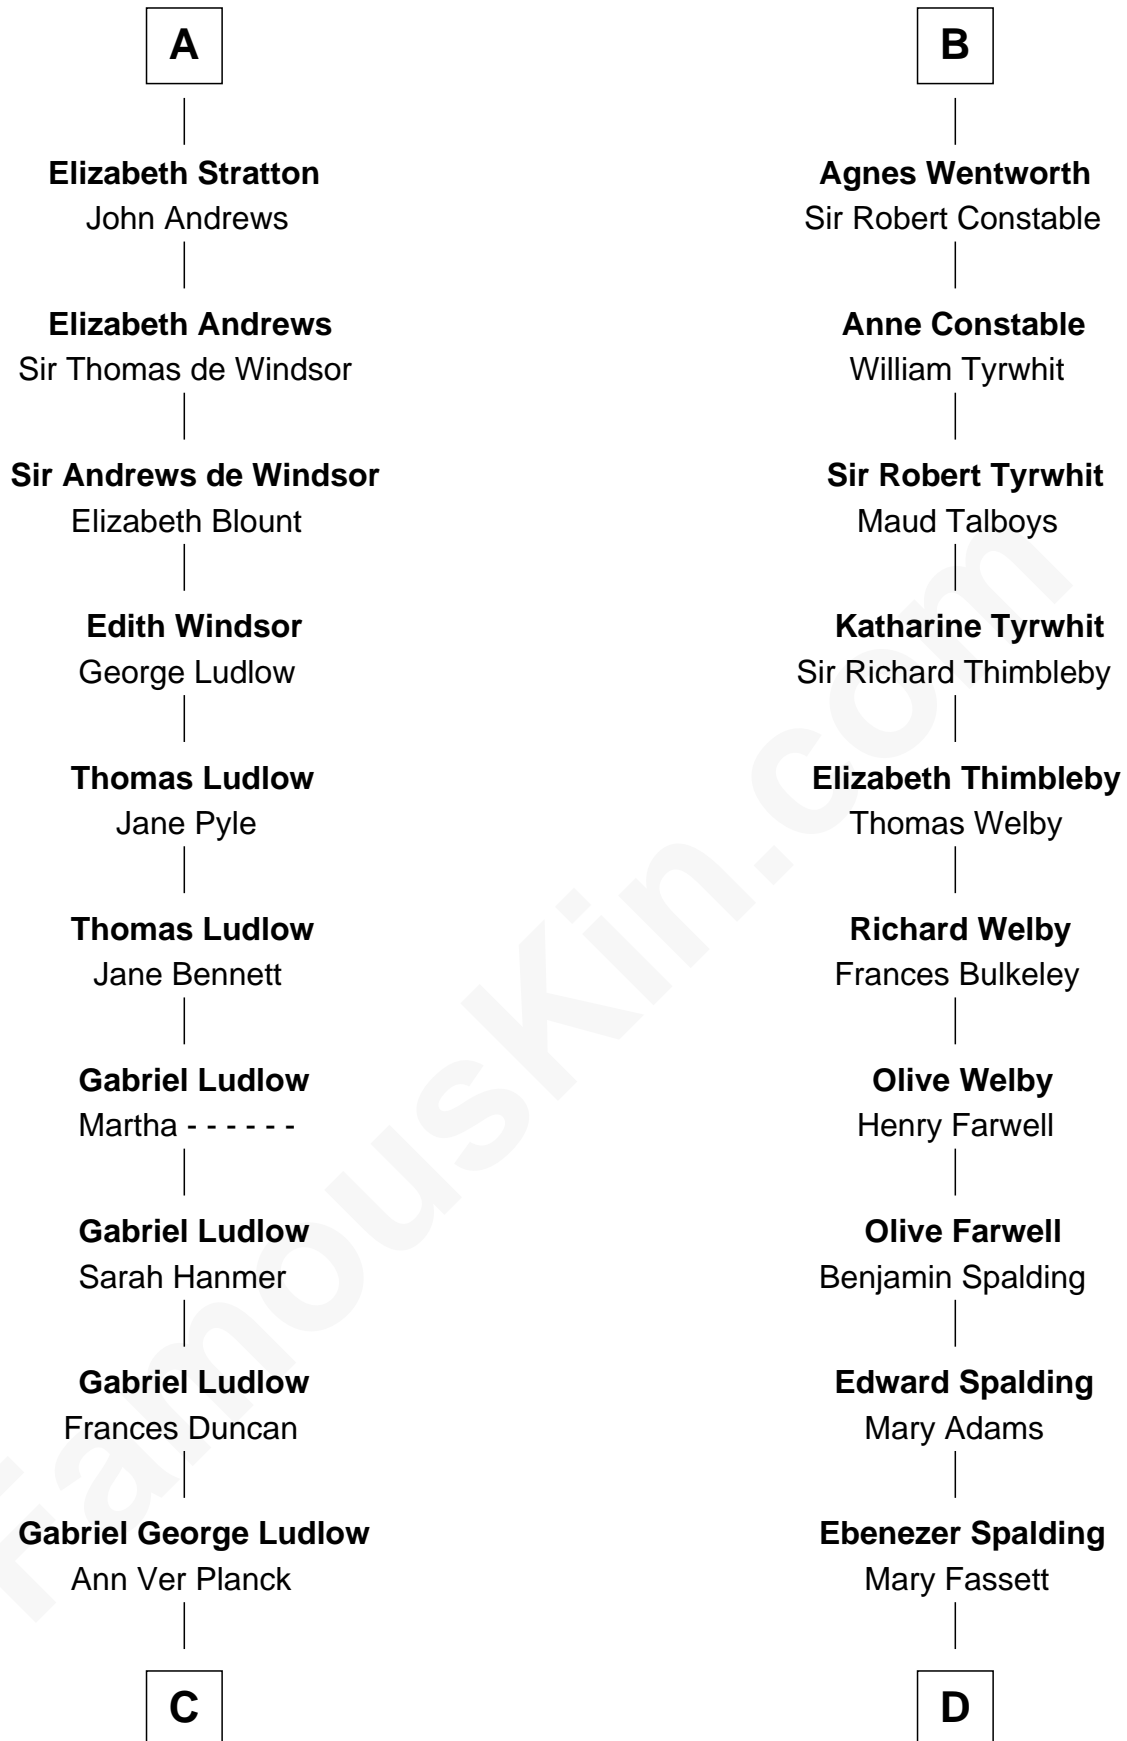 A
Elizabeth Stratton
John Andrews
Elizabeth Andrews
Sir Thomas de Windsor
Sir Andrews de Windsor
Elizabeth Blount
Edith Windsor
George Ludlow
Thomas Ludlow
Jane Pyle
Thomas Ludlow
Jane Bennett
Gabriel Ludlow
Martha - - - - - -
Gabriel Ludlow
Sarah Hanmer
Gabriel Ludlow
Frances Duncan
Gabriel George Ludlow
Ann Ver Planck
C
B
Agnes Wentworth
Sir Robert Constable
Anne Constable
William Tyrwhit
Sir Robert Tyrwhit
Maud Talboys
Katharine Tyrwhit
Sir Richard Thimbleby
Elizabeth Thimbleby
Thomas Welby
Richard Welby
Frances Bulkeley
Olive Welby
Henry Farwell
Olive Farwell
Benjamin Spalding
Edward Spalding
Mary Adams
Ebenezer Spalding
Mary Fassett
D
FamousKin.com